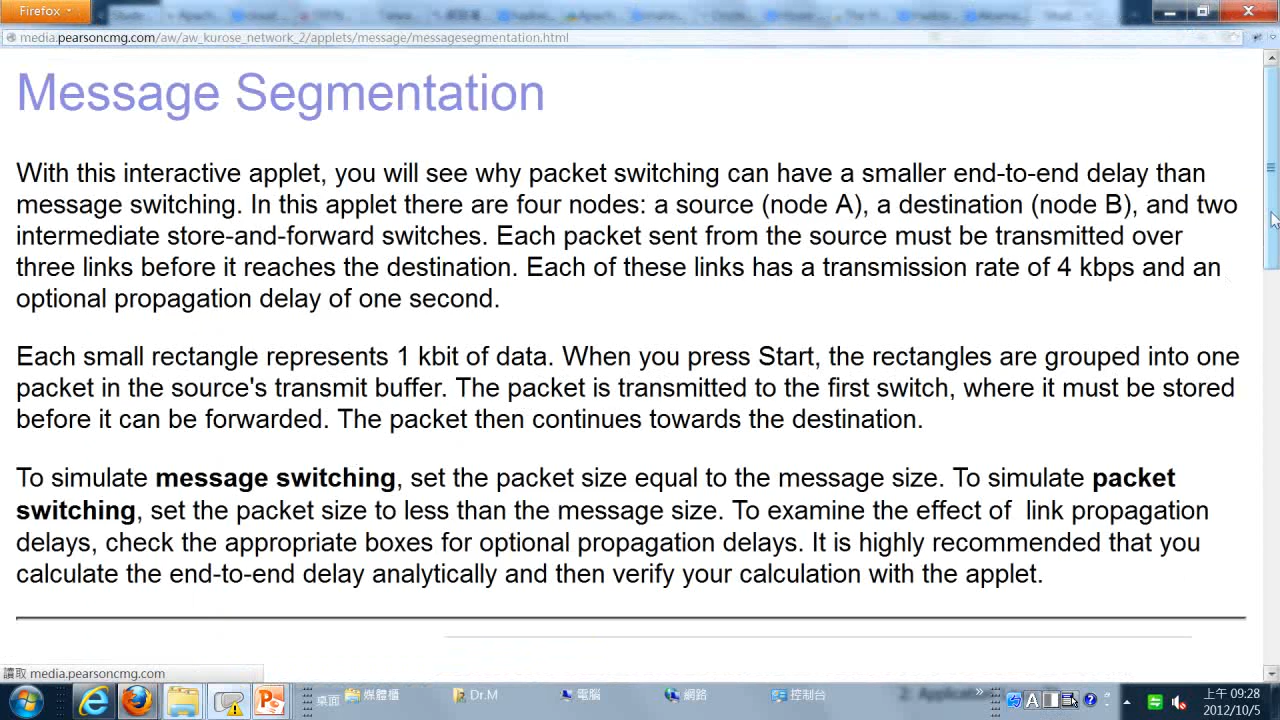 Firefox
media.pearsoncmg.com/aw/aw_kurose_network_2/applets/message/messagesegmentation.html
Message Segmentation
With this interactive applet, you will see why packet switching can have a smaller end-to-end delay than
message switching. In this applet there are four nodes: a source (node A), a destination (node B), and two
intermediate store-and-forward switches. Each packet sent from the source must be transmitted over
three links before it reaches the destination. Each of these links has a transmission rate of 4 kbps and an
optional propagation delay of one second.
Each small rectangle represents 1 kbit of data. When you press Start, the rectangles are grouped into one
packet in the source's transmit buffer. The packet is transmitted to the first switch, where it must be stored
before it can be forwarded. The packet then continues towards the destination.
To simulate message switching, set the packet size equal to the message size. To simulate packet
switching, set the packet size to less than the message size. To examine the effect of  link propagation
delays, check the appropriate boxes for optional propagation delays. It is highly recommended that you
calculate the end-to-end delay analytically and then verify your calculation with the applet.
讀取 media.pearsoncmg.com
桌面 媒體櫃 Dr.M 電腦 網路 控制台 2: Applicati » A ?
上午 09:28
2012/10/5